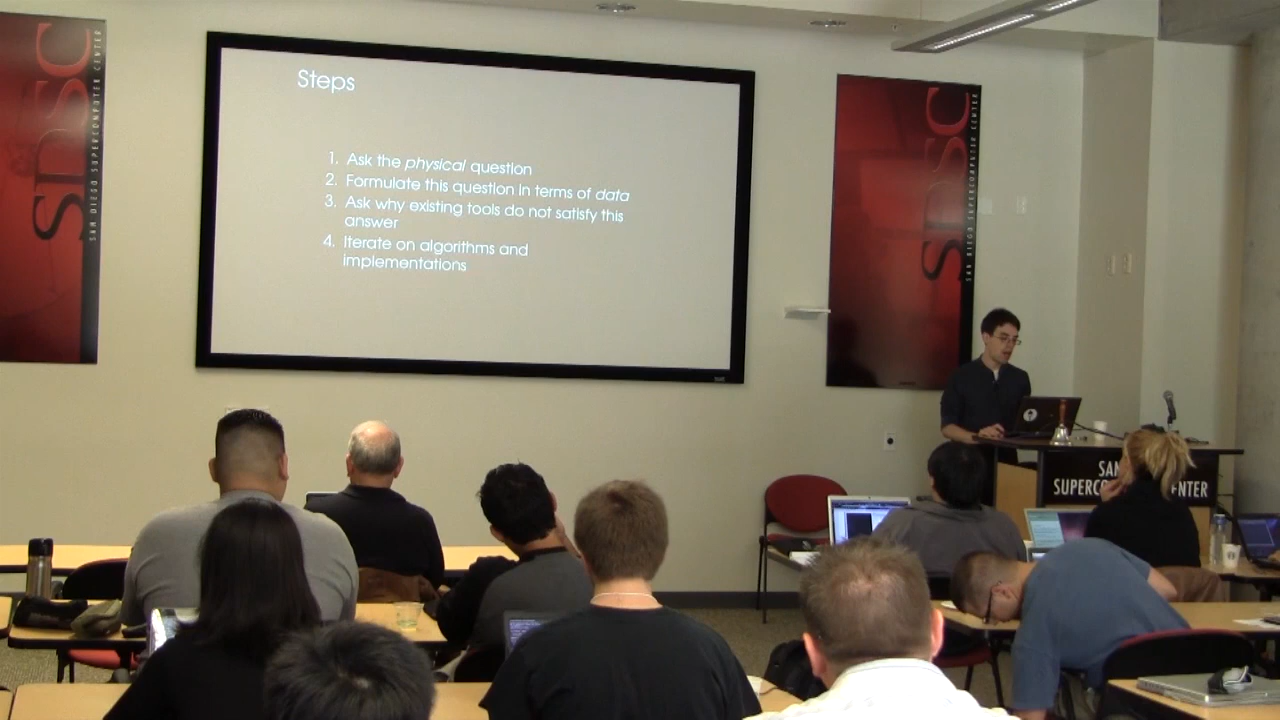 Steps
1. Ask the physical question
2. Formulate this question in terms of data
3. Ask why existing tools do not satisfy this
answer
4. Iterate on algorithms and
implementations
SDSC
SAN DIEGO SUPERCOMPUTER CENTER
SDSC
SAN DIEGO SUPERCOMPUTER CENTER
SAN
SUPERCO NTER